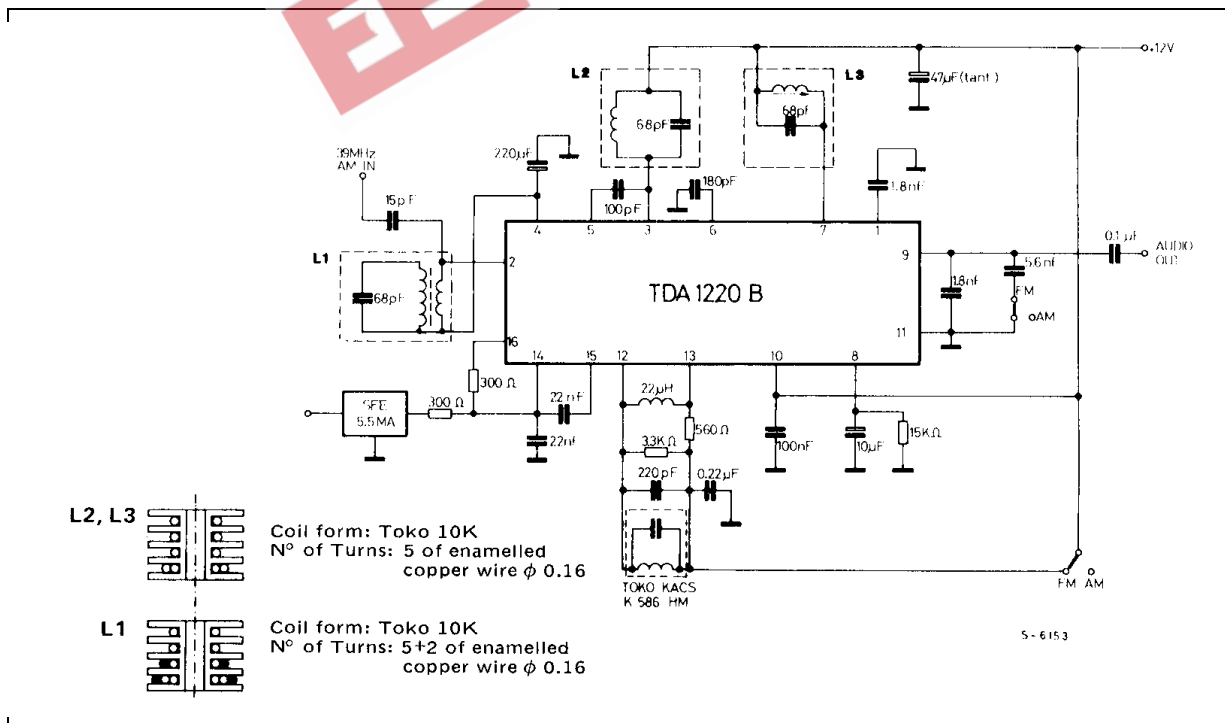 +12V
L2
L3
47µF(tant)
68pF
68pF
39MHz
AM IN
220µF
15pF
100pF
180pF
1.8nF
4
5
3
6
7
1
L1
68pF
2
TDA 1220 B
9
0.1µF
AUDIO
OUT
5.6nF
1.8nF
FM
oAM
11
16
14
15
12
13
10
8
300Ω
SFE
5.5MA
300Ω
22nF
22nF
22µH
560Ω
3.3KΩ
220pF
0.22µF
100nF
10µF
15KΩ
TOKO KACS
K 586 HM
FM AM
S-6153
L2, L3
Coil form: Toko 10K
N° of Turns: 5 of enamelled
copper wire ϕ 0.16
L1
Coil form: Toko 10K
N° of Turns: 5+2 of enamelled
copper wire ϕ 0.16